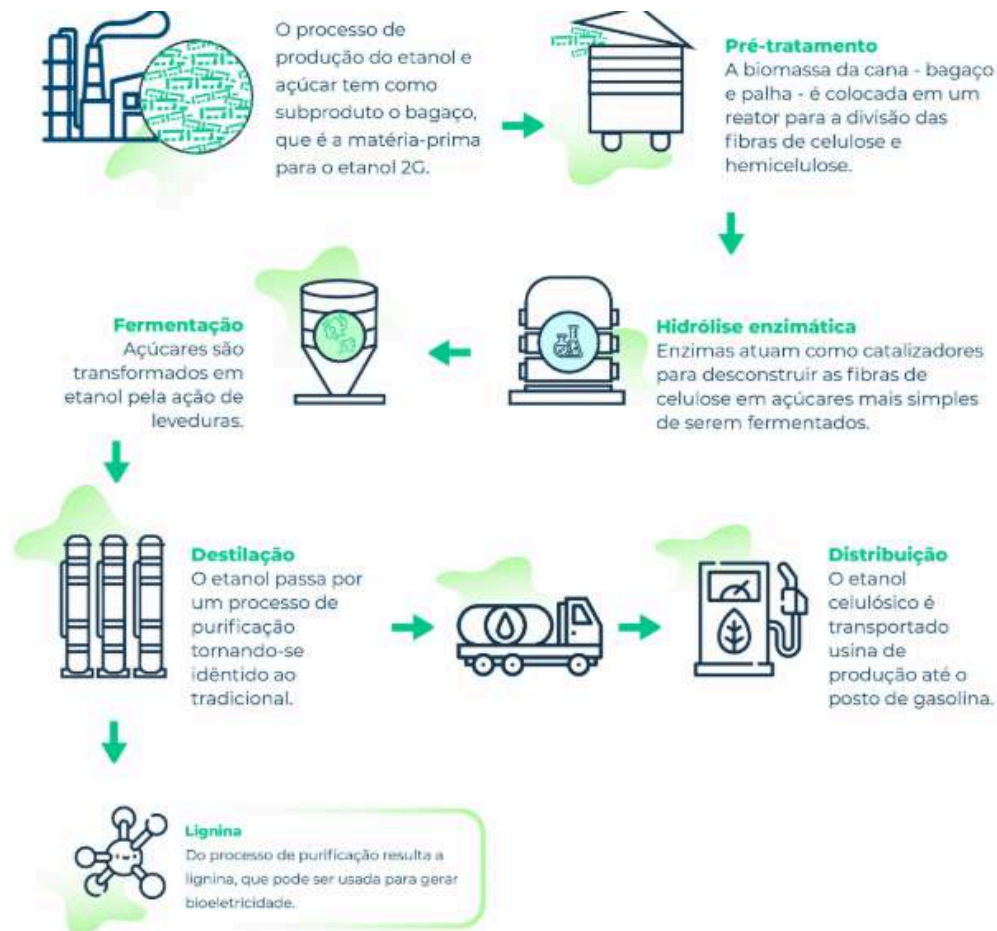 O processo de
produção do etanol e
açúcar tem como
subproduto o bagaço,
que é a matéria-prima
para o etanol 2G.
Pré-tratamento
A biomassa da cana - bagaço
e palha - é colocada em um
reator para a divisão das
fibras de celulose e
hemicelulose.
Hidrólise enzimática
Enzimas atuam como catalizadores
para desconstruir as fibras de
celulose em açúcares mais simples
de serem fermentados.
Fermentação
Açúcares são
transformados em
etanol pela ação de
leveduras.
Destilação
O etanol passa por
um processo de
purificação
tornando-se
idêntido ao
tradicional.
Distribuição
O etanol
celulósico é
transportado
usina de
produção até o
posto de gasolina.
Lignina
Do processo de purificação resulta a
lignina, que pode ser usada para gerar
bioeletricidade.